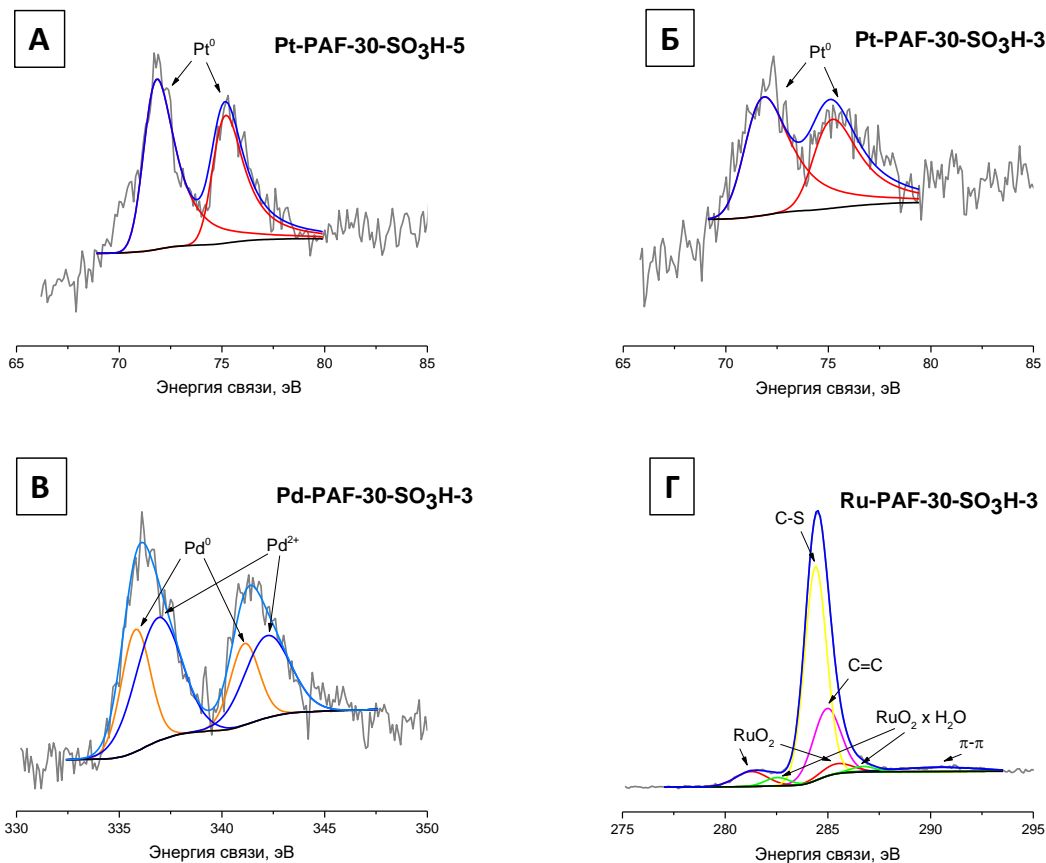 А
Pt-PAF-30-SO₃H-5
Pt⁰
65 70 75 80 85
Энергия связи, эВ
Б
Pt-PAF-30-SO₃H-3
Pt⁰
65 70 75 80 85
Энергия связи, эВ
В
Pd-PAF-30-SO₃H-3
Pd⁰
Pd²⁺
330 335 340 345 350
Энергия связи, эВ
Г
Ru-PAF-30-SO₃H-3
C-S
C=C
RuO₂
RuO₂ x H₂O
π-π
275 280 285 290 295
Энергия связи, эВ